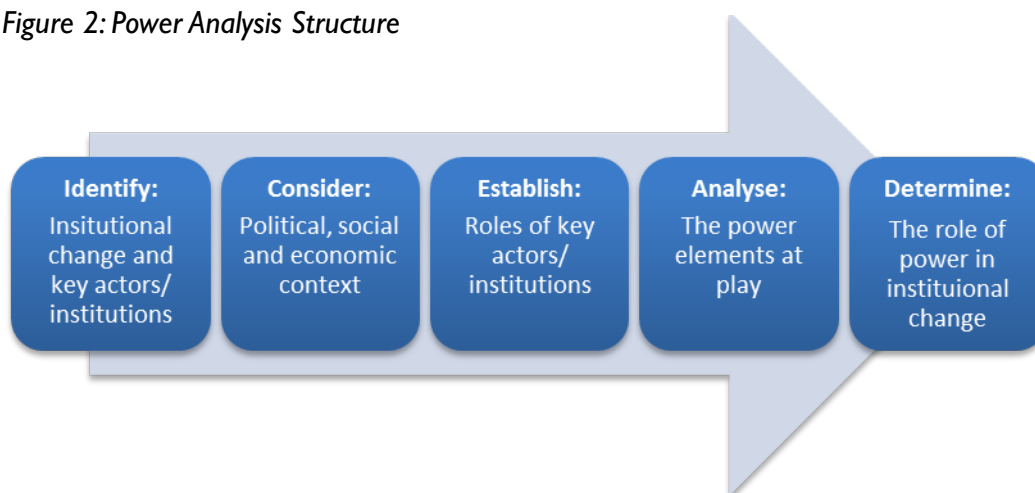 Figure 2: Power Analysis Structure
Identify:
Insitutional
change and
key actors/
institutions
Consider:
Political, social
and economic
context
Establish:
Roles of key
actors/
institutions
Analyse:
The power
elements at
play
Determine:
The role of
power in
instituional
change